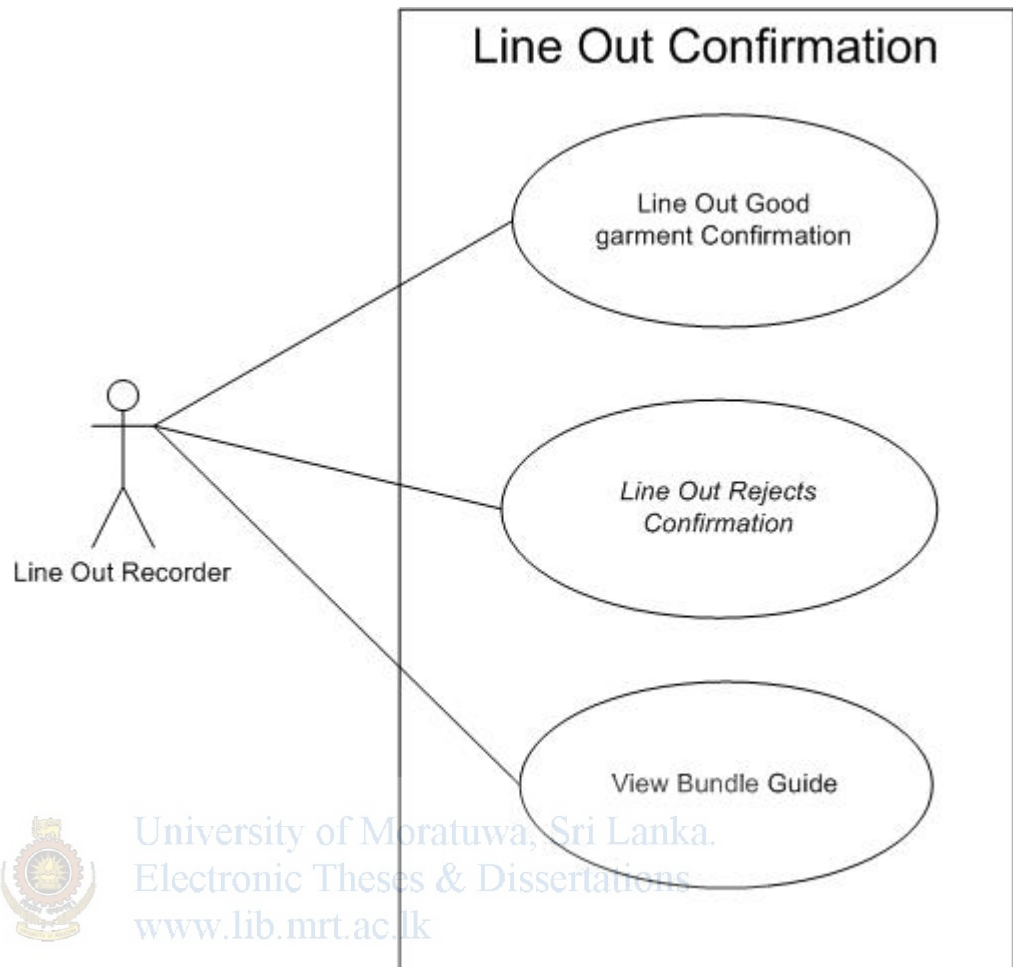 Line Out Confirmation
Line Out Good
garment Confirmation
Line Out Rejects
Confirmation
Line Out Recorder
View Bundle Guide
University of Moratuwa, Sri Lanka.
Electronic Theses & Dissertations
www.lib.mrt.ac.lk